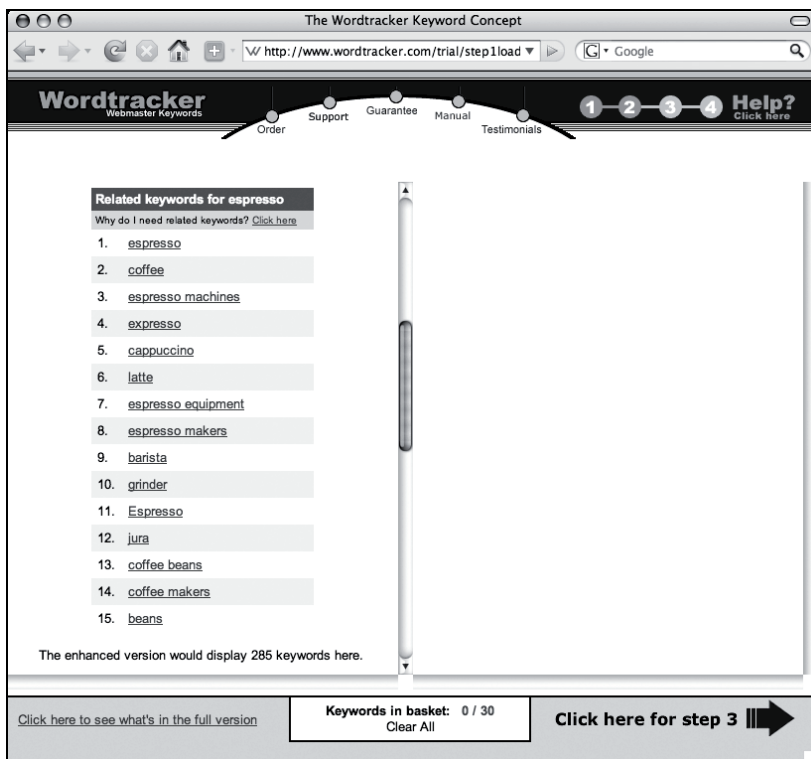 The Wordtracker Keyword Concept
http://www.wordtracker.com/trial/step1load
G Google
Wordtracker
Webmaster Keywords
Order
Support
Guarantee
Manual
Testimonials
1 2 3 4
Help?
Click here
Related keywords for espresso
Why do I need related keywords? Click here
1. espresso
2. coffee
3. espresso machines
4. expresso
5. cappuccino
6. latte
7. espresso equipment
8. espresso makers
9. barista
10. grinder
11. Espresso
12. jura
13. coffee beans
14. coffee makers
15. beans
The enhanced version would display 285 keywords here.
Click here to see what's in the full version
Keywords in basket: 0 / 30
Clear All
Click here for step 3